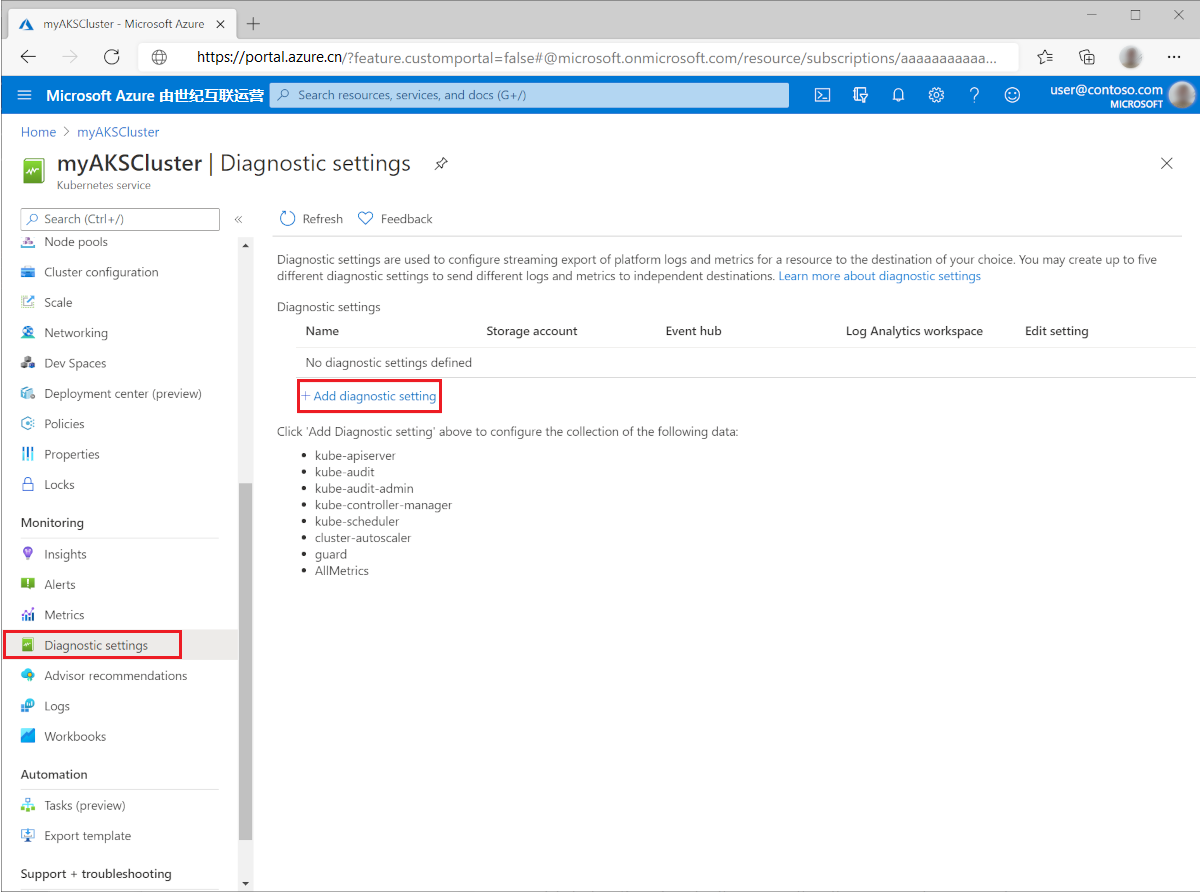 myAKSCluster - Microsoft Azure
https://portal.azure.cn/?feature.customportal=false#@microsoft.onmicrosoft.com/resource/subscriptions/aaaaaaaaaaa...
Microsoft Azure 由世纪互联运营
Search resources, services, and docs (G+/)
user@contoso.com
MICROSOFT
Home > myAKSCluster
myAKSCluster | Diagnostic settings
Kubernetes service
Search (Ctrl+/)
«
Node pools
Cluster configuration
Scale
Networking
Dev Spaces
Deployment center (preview)
Policies
Properties
Locks
Monitoring
Insights
Alerts
Metrics
Diagnostic settings
Advisor recommendations
Logs
Workbooks
Automation
Tasks (preview)
Export template
Support + troubleshooting
Refresh
Feedback
Diagnostic settings are used to configure streaming export of platform logs and metrics for a resource to the destination of your choice. You may create up to five
different diagnostic settings to send different logs and metrics to independent destinations. Learn more about diagnostic settings
Diagnostic settings
Name Storage account Event hub Log Analytics workspace Edit setting
No diagnostic settings defined
+ Add diagnostic setting
Click 'Add Diagnostic setting' above to configure the collection of the following data:
• kube-apiserver
• kube-audit
• kube-audit-admin
• kube-controller-manager
• kube-scheduler
• cluster-autoscaler
• guard
• AllMetrics